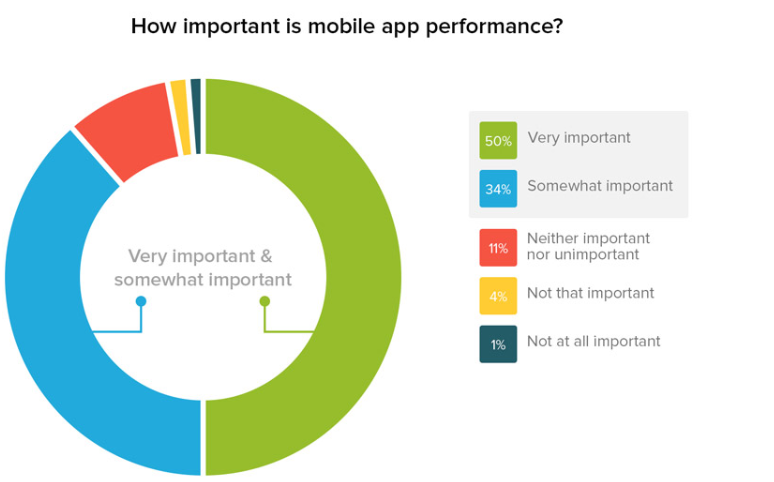 How important is mobile app performance?
Very important &
somewhat important
50% Very important
34% Somewhat important
11% Neither important
nor unimportant
4% Not that important
1% Not at all important